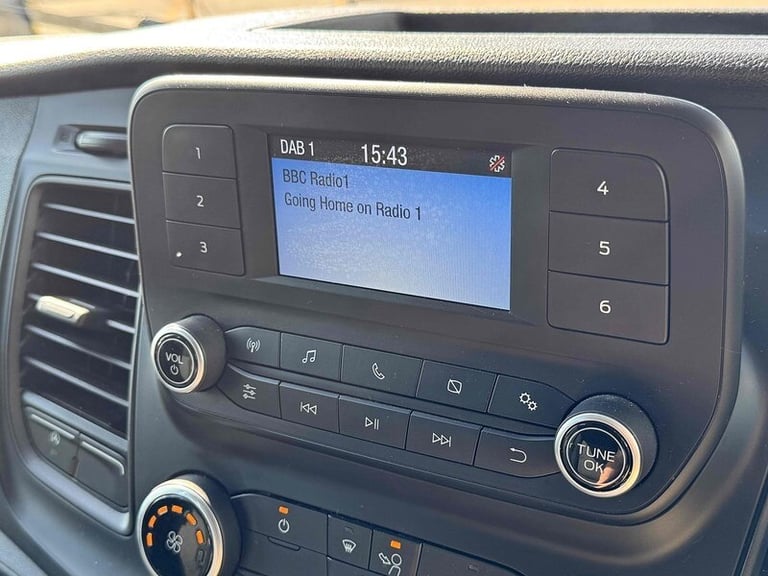 DAB 1 15:43
BBC Radio1
Going Home on Radio 1
1
2
3
4
5
6
VOL
TUNE
OK